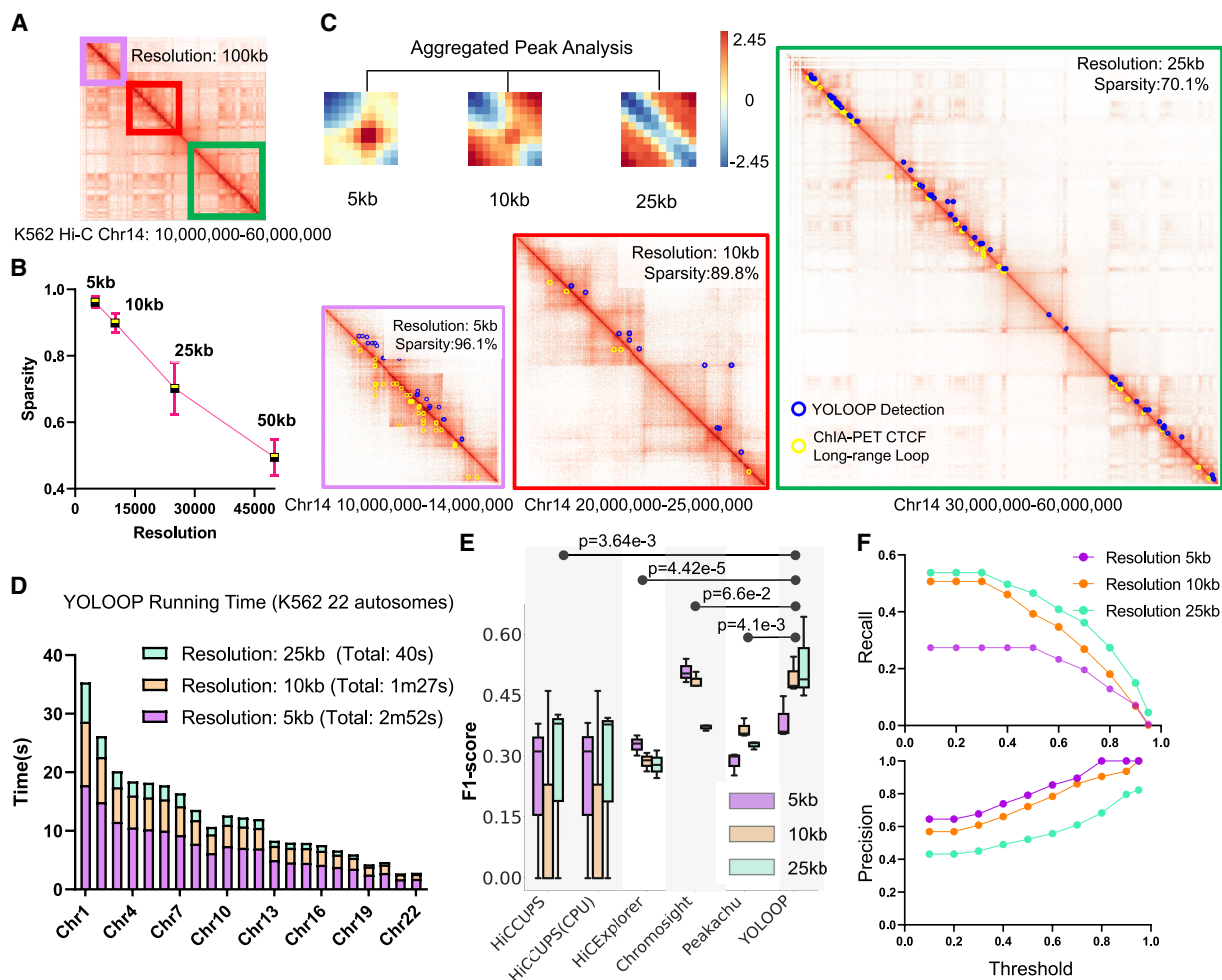 A
Resolution: 100kb
K562 Hi-C Chr14: 10,000,000-60,000,000
B
Sparsity
1.0
0.8
0.6
0.4
5kb
10kb
25kb
50kb
0
15000
30000
45000
Resolution
C
Aggregated Peak Analysis
2.45
0
-2.45
5kb
10kb
25kb
Resolution: 5kb
Sparsity:96.1%
Chr14 10,000,000-14,000,000
Resolution: 10kb
Sparsity:89.8%
Chr14 20,000,000-25,000,000
Resolution: 25kb
Sparsity:70.1%
YOLOOP Detection
ChIA-PET CTCF
Long-range Loop
Chr14 30,000,000-60,000,000
D
YOLOOP Running Time (K562 22 autosomes)
Resolution: 25kb (Total: 40s)
Resolution: 10kb (Total: 1m27s)
Resolution: 5kb (Total: 2m52s)
Time(s)
40
30
20
10
0
Chr1
Chr4
Chr7
Chr10
Chr13
Chr16
Chr19
Chr22
E
p=3.64e-3
p=4.42e-5
p=6.6e-2
p=4.1e-3
F1-score
0.60
0.45
0.30
0.15
0.00
5kb
10kb
25kb
HiCCUPS
HiCCUPS(CPU)
HiCExplorer
Chromosight
Peakachu
YOLOOP
F
Recall
0.6
0.4
0.2
0.0
Resolution 5kb
Resolution 10kb
Resolution 25kb
0.0
0.2
0.4
0.6
0.8
1.0
Precision
1.0
0.8
0.6
0.4
0.2
0.0
0.0
0.2
0.4
0.6
0.8
1.0
Threshold